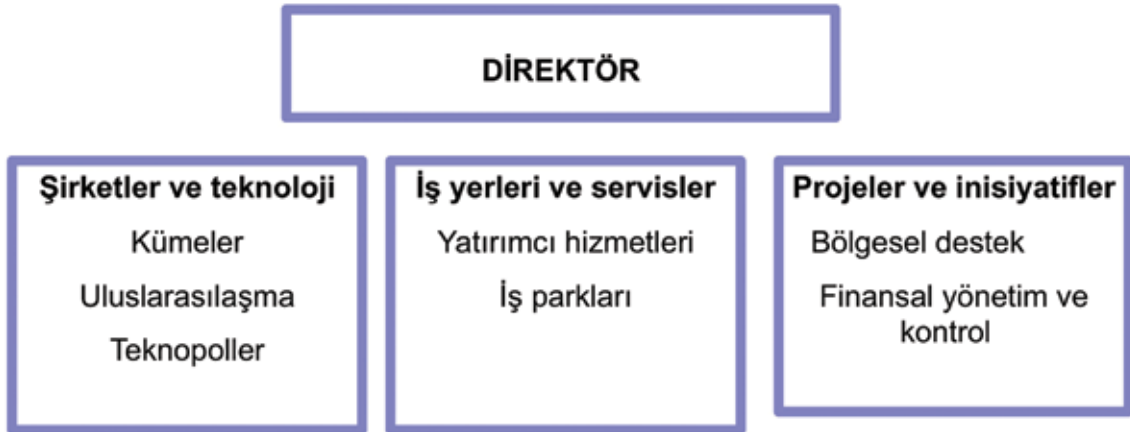 DİREKTÖR
Şirketler ve teknoloji
Kümeler
Uluslarasılaşma
Teknopoller
İş yerleri ve servisler
Yatırımcı hizmetleri
İş parkları
Projeler ve inisiyatifler
Bölgesel destek
Finansal yönetim ve
kontrol